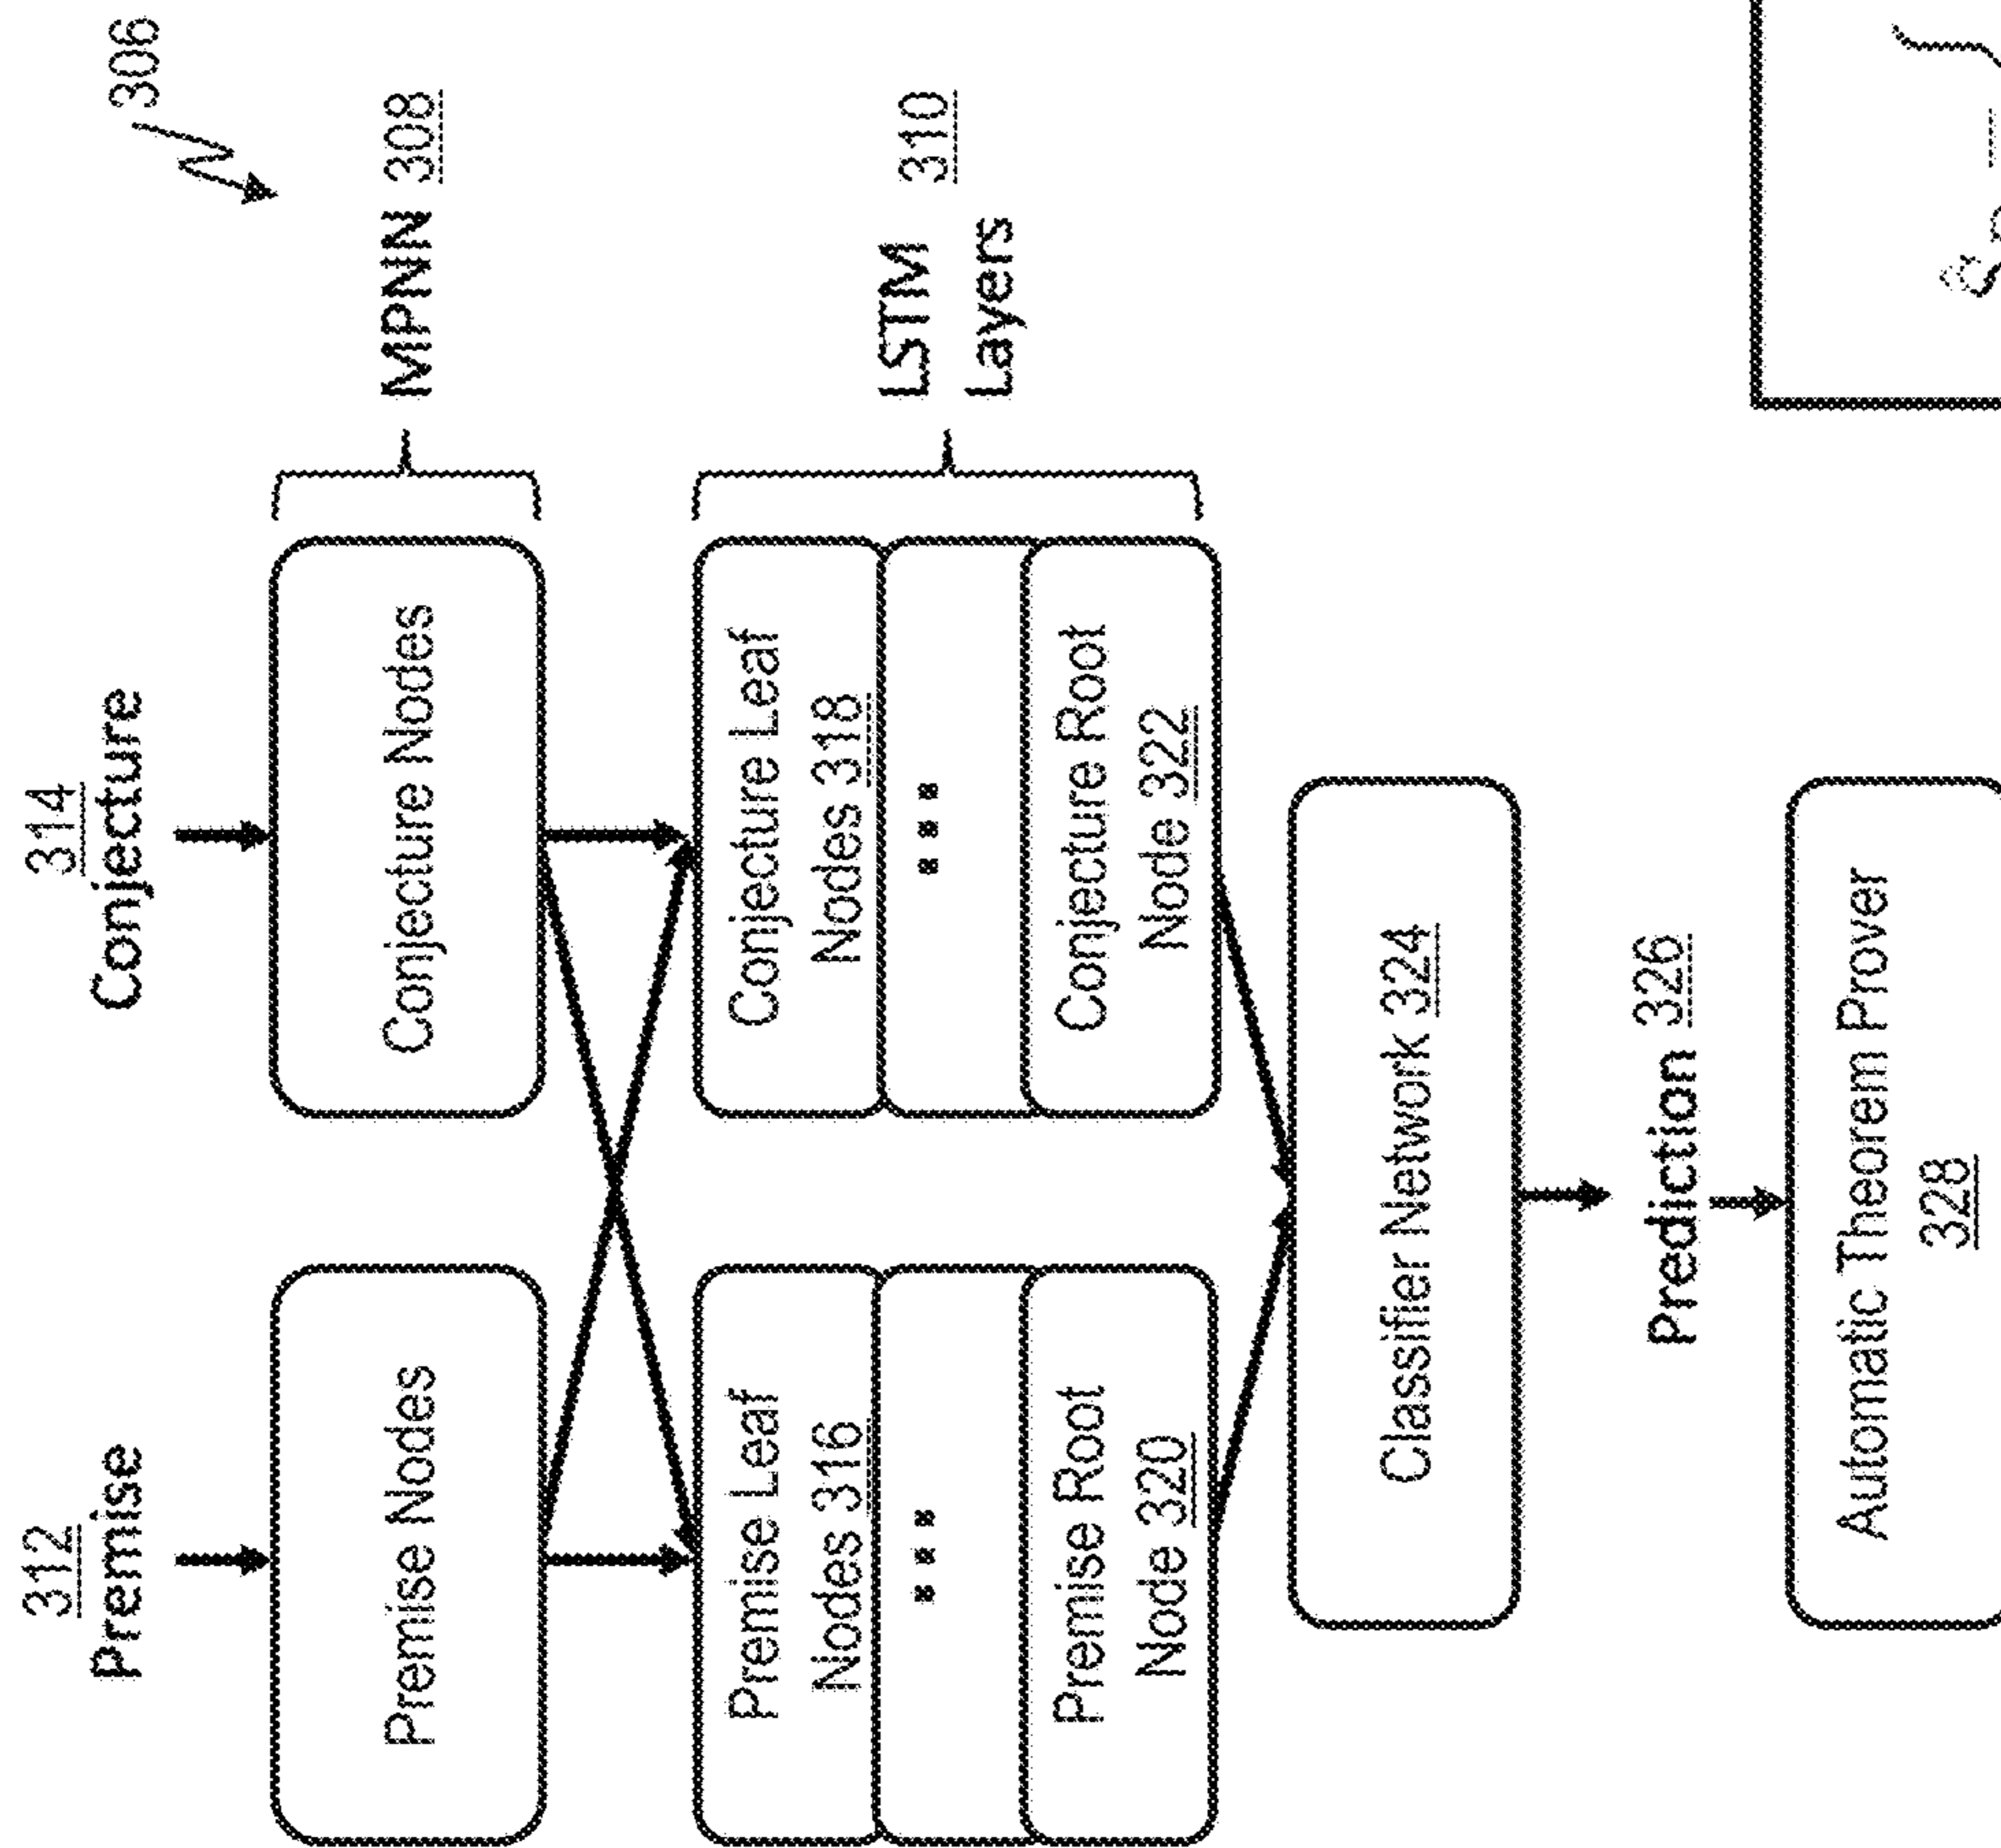 306
312
Premise
314
Conjecture
Premise Nodes
Conjecture Nodes
MPNN 308
Premise Leaf
Nodes 316
Conjecture Leaf
Nodes 318
LSTM 310
Layers
Premise Root
Node 320
Conjecture Root
Node 322
Classifier Network 324
Prediction 326
Automatic Theorem Prover
328